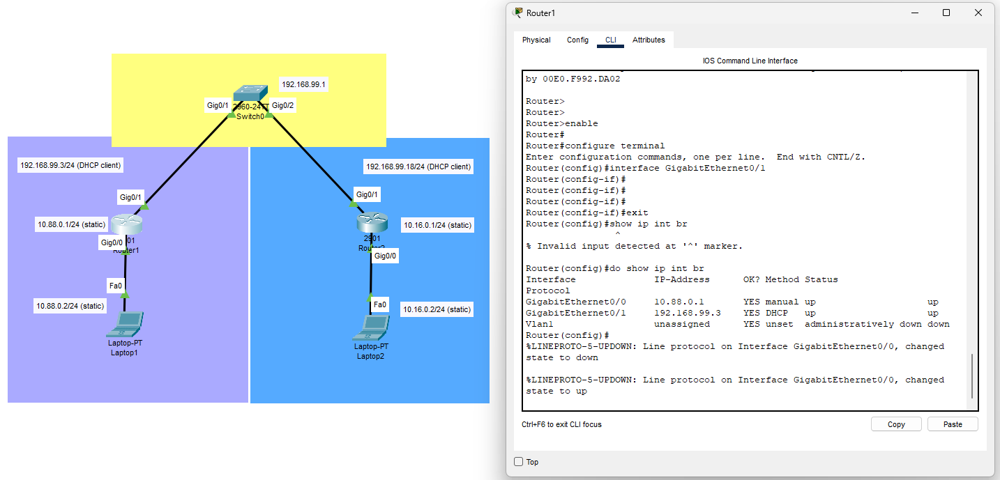 192.168.99.1
Gig0/1
Gig0/2
Switch0
192.168.99.3/24 (DHCP client)
192.168.99.18/24 (DHCP client)
Gig0/1
Gig0/1
10.88.0.1/24 (static)
10.16.0.1/24 (static)
Gig0/0
01
2901
Gig0/0
Fa0
Fa0
10.88.0.2/24 (static)
10.16.0.2/24 (static)
Laptop-PT
Laptop1
Laptop-PT
Laptop2
Router1
Physical Config CLI Attributes
IOS Command Line Interface
by 00E0.F992.DA02
Router>
Router>
Router>enable
Router#
Router#configure terminal
Enter configuration commands, one per line. End with CNTL/Z.
Router(config)#interface GigabitEthernet0/1
Router(config-if)#
Router(config-if)#
Router(config-if)#
Router(config-if)#exit
Router(config)#show ip int br
^
% Invalid input detected at '^' marker.
Router(config)#do show ip int br
Interface IP-Address OK? Method Status
Protocol
GigabitEthernet0/0 10.88.0.1 YES manual up up
GigabitEthernet0/1 192.168.99.3 YES DHCP up up
Vlan1 unassigned YES unset administratively down down
Router(config)#
%LINEPROTO-5-UPDOWN: Line protocol on Interface GigabitEthernet0/0, changed
state to down
%LINEPROTO-5-UPDOWN: Line protocol on Interface GigabitEthernet0/0, changed
state to up
Ctrl+F6 to exit CLI focus
Copy Paste
Top